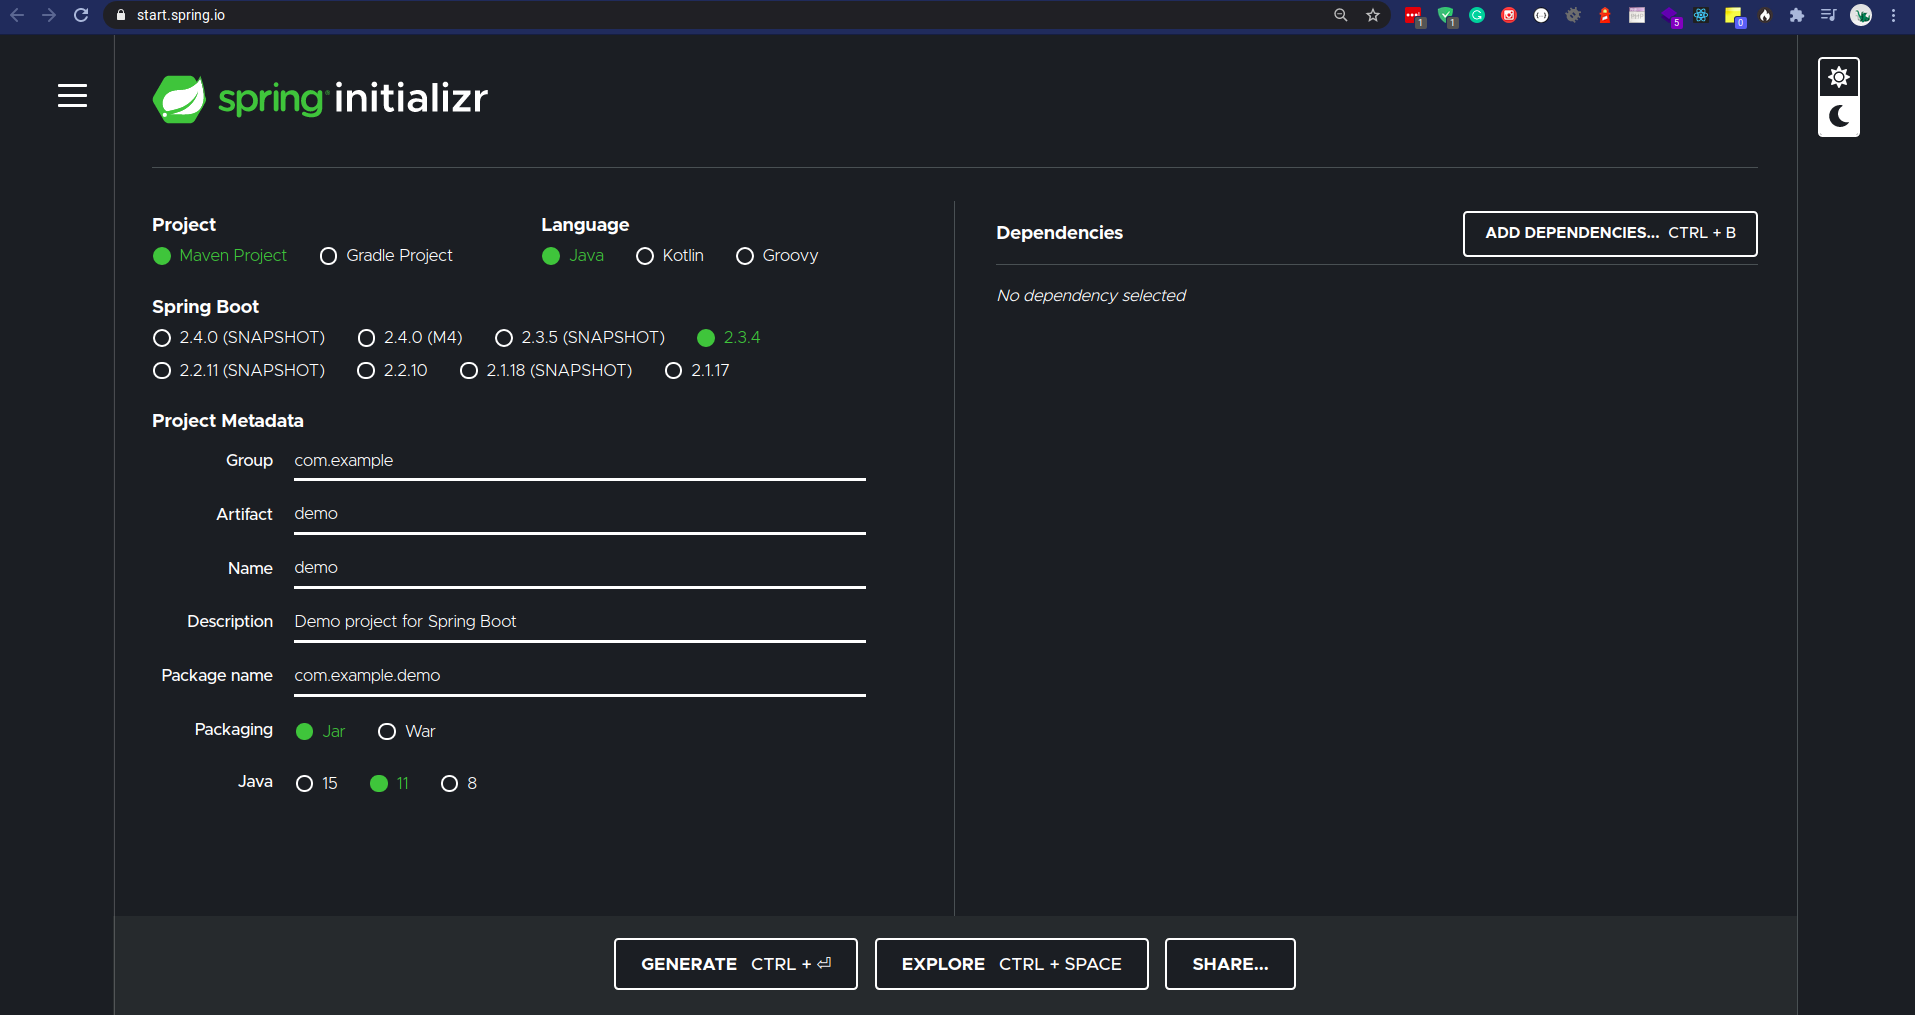 start.spring.io
1
1
5
0
spring initializr
Project
Maven Project Gradle Project
Language
Java Kotlin Groovy
Spring Boot
2.4.0 (SNAPSHOT) 2.4.0 (M4) 2.3.5 (SNAPSHOT) 2.3.4
2.2.11 (SNAPSHOT) 2.2.10 2.1.18 (SNAPSHOT) 2.1.17
Project Metadata
Group com.example
Artifact demo
Name demo
Description Demo project for Spring Boot
Package name com.example.demo
Packaging Jar War
Java 15 11 8
Dependencies
ADD DEPENDENCIES... CTRL + B
No dependency selected
GENERATE CTRL + ⏎
EXPLORE CTRL + SPACE
SHARE...